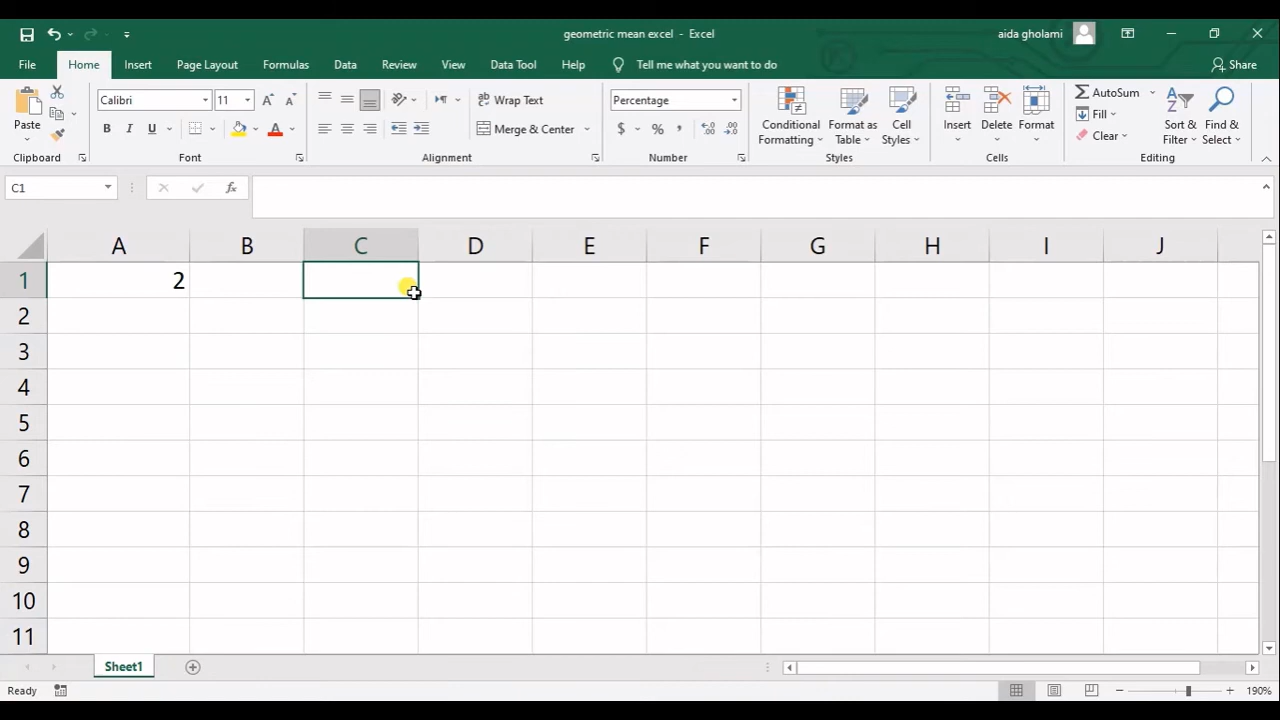 geometric mean excel - Excel
aida gholami
File Home Insert Page Layout Formulas Data Review View Data Tool Help Tell me what you want to do Share
Paste
Calibri 11
B I U A
Wrap Text
Merge & Center
Percentage
$ % ,
Conditional Formatting
Format as Table
Cell Styles
Insert
Delete
Format
AutoSum
Fill
Clear
Sort & Filter
Find & Select
Clipboard Font Alignment Number Styles Cells Editing
C1 fx
A B C D E F G H I J
1 2
2
3
4
5
6
7
8
9
10
11
Sheet1
Ready 190%